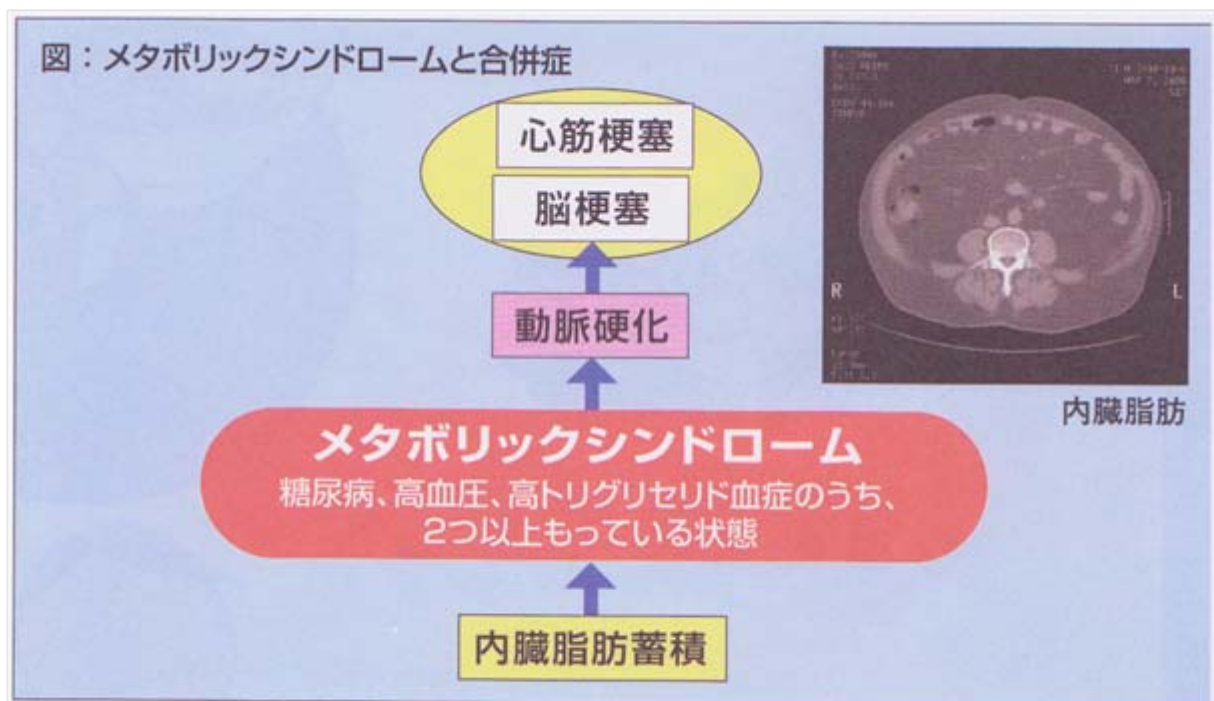 図：メタボリックシンドロームと合併症
心筋梗塞
脳梗塞
動脈硬化
メタボリックシンドローム
糖尿病、高血圧、高トリグリセリド血症のうち、
2つ以上もっている状態
内臓脂肪蓄積
R
L
内臓脂肪